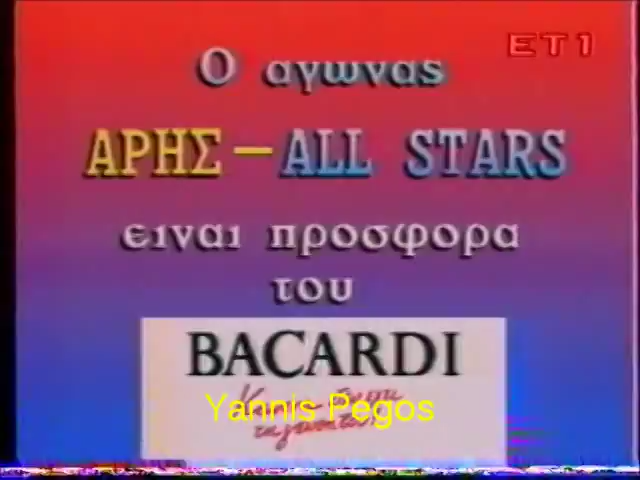 ET1
Ο αγωνας
ΑΡΗΣ – ALL STARS
ειναι προσφορα
του
BACARDI
Yannis Pegos